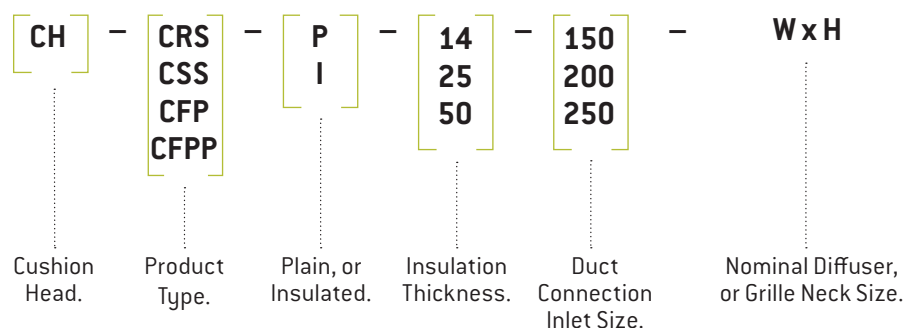 CH – CRS – P – 14 – 150 – W x H
CSS I 25 200
CFP 50 250
CFPP
Cushion Head.
Product Type.
Plain, or Insulated.
Insulation Thickness.
Duct Connection Inlet Size.
Nominal Diffuser, or Grille Neck Size.